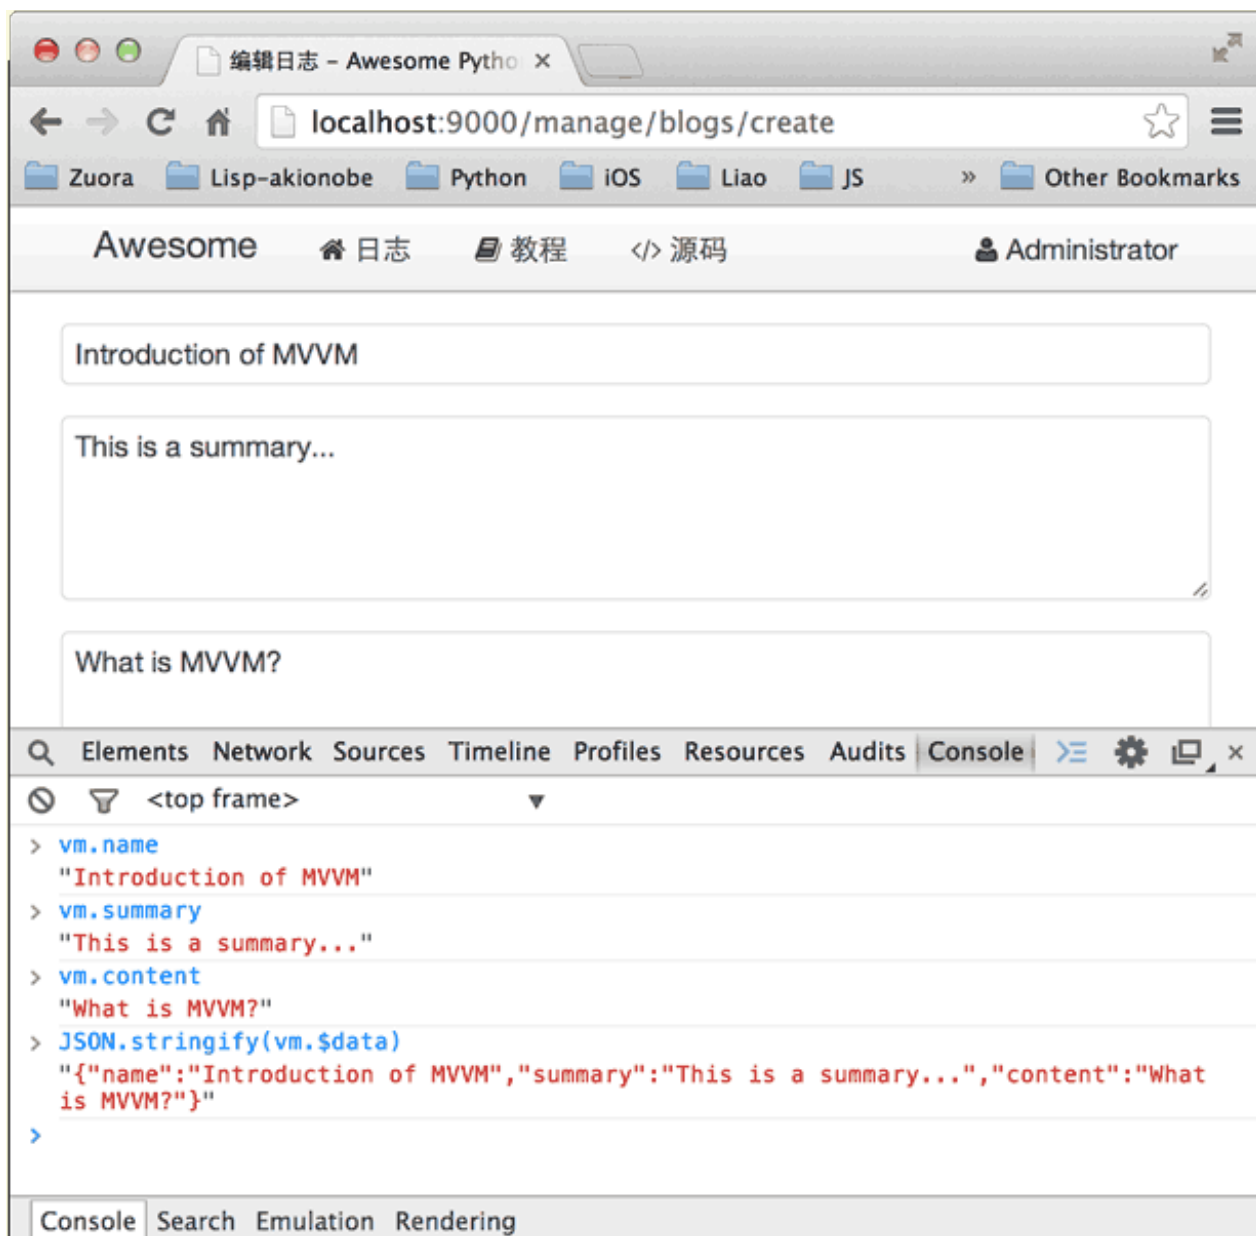 编辑日志 - Awesome Pytho
localhost:9000/manage/blogs/create
Zuora Lisp-akionobe Python iOS Liao JS » Other Bookmarks
Awesome 日志 教程 </> 源码 Administrator
Introduction of MVVM
This is a summary...
What is MVVM?
Elements Network Sources Timeline Profiles Resources Audits Console
<top frame>
> vm.name
"Introduction of MVVM"
> vm.summary
"This is a summary..."
> vm.content
"What is MVVM?"
> JSON.stringify(vm.$data)
"{"name":"Introduction of MVVM","summary":"This is a summary...","content":"What
is MVVM?"}"
>
Console Search Emulation Rendering